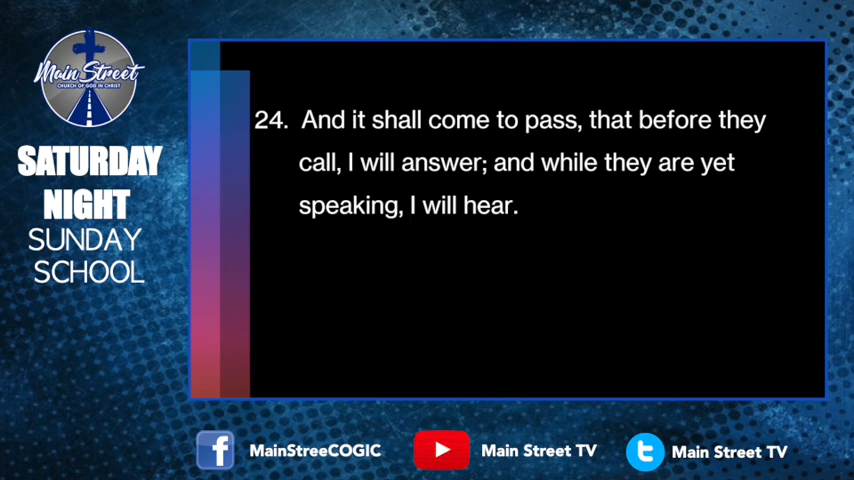 Main Street
CHURCH OF GOD IN CHRIST
SATURDAY
NIGHT
SUNDAY
SCHOOL
24. And it shall come to pass, that before they
call, I will answer; and while they are yet
speaking, I will hear.
f MainStreeCOGIC
Main Street TV
Main Street TV